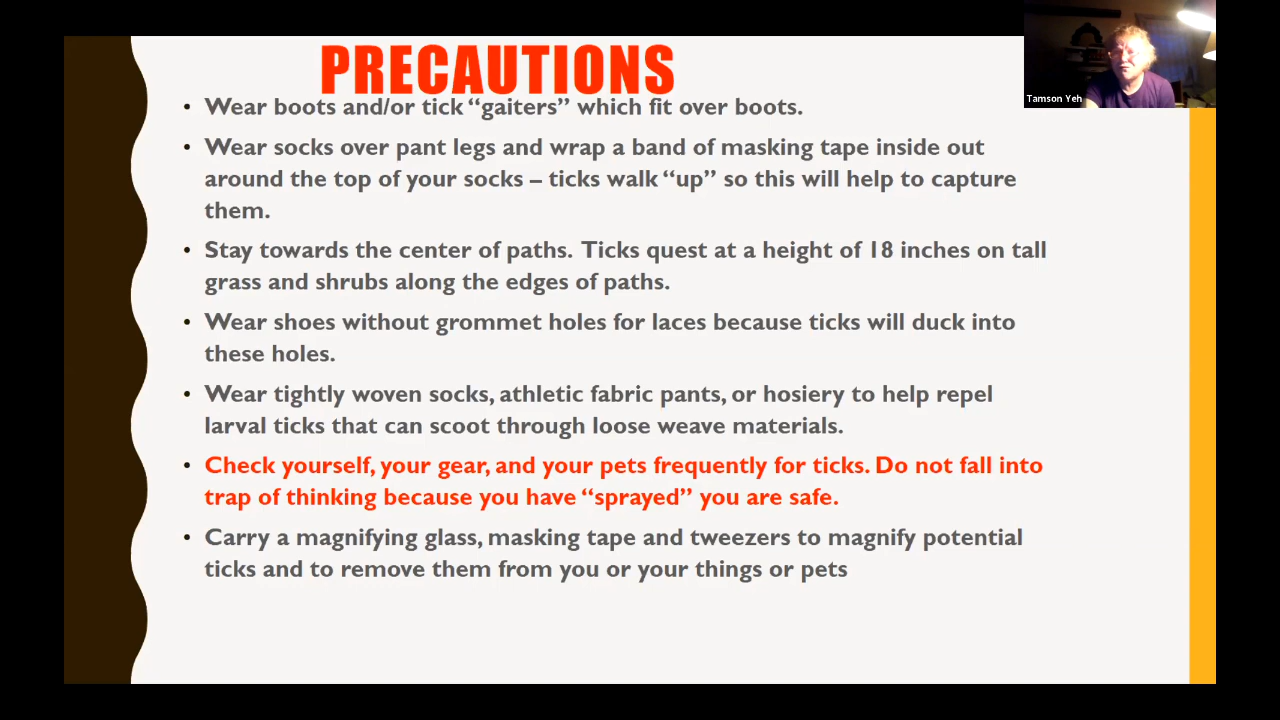 PRECAUTIONS
Tamson Yeh
• Wear boots and/or tick “gaiters” which fit over boots.
• Wear socks over pant legs and wrap a band of masking tape inside out
around the top of your socks – ticks walk “up” so this will help to capture
them.
• Stay towards the center of paths. Ticks quest at a height of 18 inches on tall
grass and shrubs along the edges of paths.
• Wear shoes without grommet holes for laces because ticks will duck into
these holes.
• Wear tightly woven socks, athletic fabric pants, or hosiery to help repel
larval ticks that can scoot through loose weave materials.
• Check yourself, your gear, and your pets frequently for ticks. Do not fall into
trap of thinking because you have “sprayed” you are safe.
• Carry a magnifying glass, masking tape and tweezers to magnify potential
ticks and to remove them from you or your things or pets